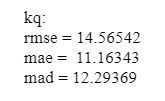 kq:
rmse = 14.56542
mae =  11.16343
mad = 12.29369